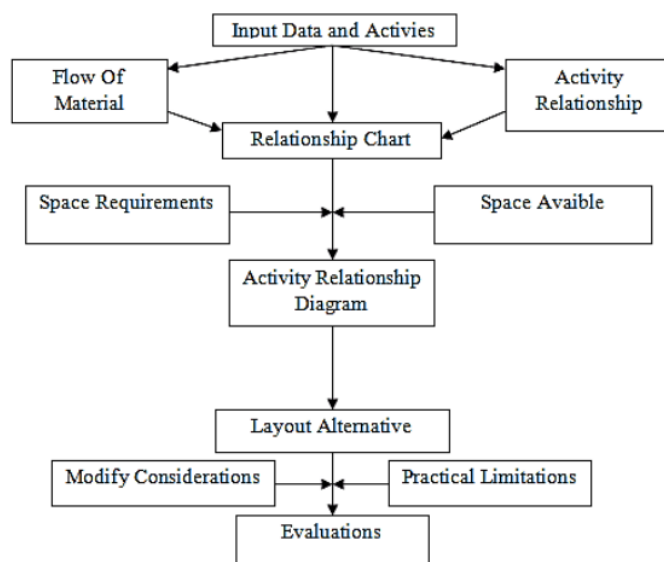 Input Data and Activies
Flow Of
Material
Activity
Relationship
Relationship Chart
Space Requirements
Space Avaible
Activity Relationship
Diagram
Layout Alternative
Modify Considerations
Practical Limitations
Evaluations